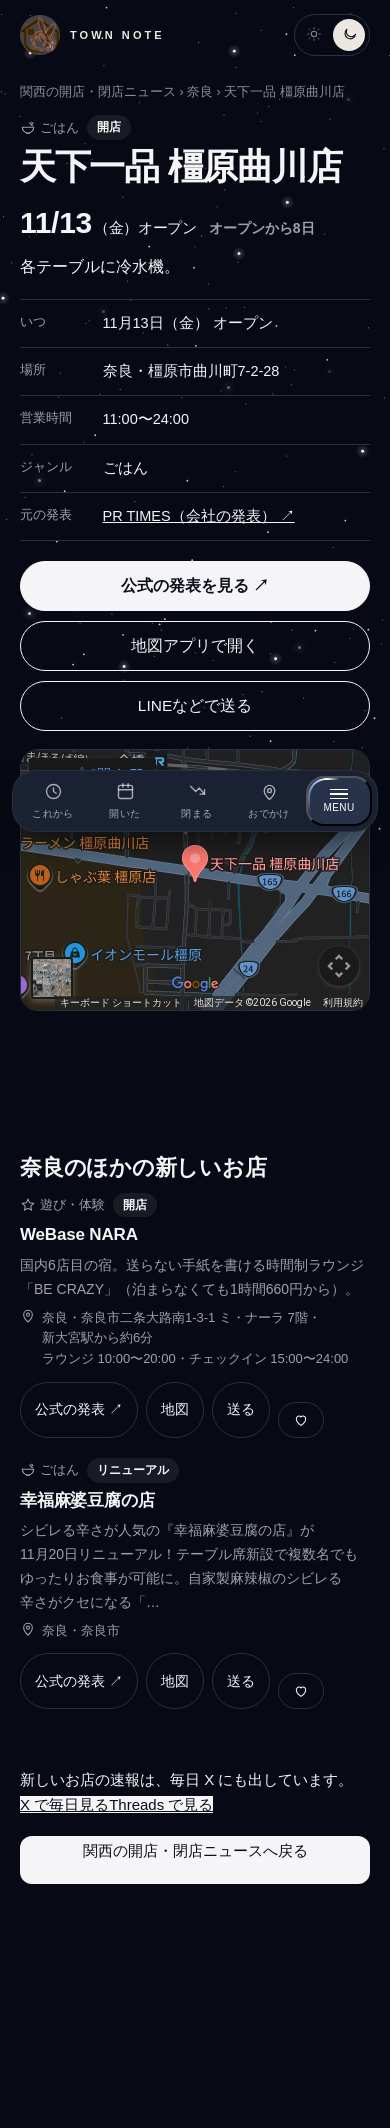 TOWN NOTE
関西の開店・閉店ニュース › 奈良 › 天下一品 橿原曲川店
ごはん 開店
天下一品 橿原曲川店
11/13（金）オープン オープンから8日
各テーブルに冷水機。
いつ 11月13日（金） オープン
場所 奈良・橿原市曲川町7-2-28
営業時間 11:00〜24:00
ジャンル ごはん
元の発表 PR TIMES（会社の発表） ↗
公式の発表を見る ↗
地図アプリで開く
LINEなどで送る
これから 開いた 閉まる おでかけ MENU
ラーメン 橿原曲川店
天下一品 橿原曲川店
しゃぶ葉 橿原店
165
166
7丁目
イオンモール橿原
24
Google
キーボード ショートカット 地図データ ©2026 Google 利用規約
奈良のほかの新しいお店
遊び・体験 開店
WeBase NARA
国内6店目の宿。送らない手紙を書ける時間制ラウンジ
「BE CRAZY」（泊まらなくても1時間660円から）。
奈良・奈良市二条大路南1-3-1 ミ・ナーラ 7階・
新大宮駅から約6分
ラウンジ 10:00〜20:00・チェックイン 15:00〜24:00
公式の発表 ↗ 地図 送る
ごはん リニューアル
幸福麻婆豆腐の店
シビレる辛さが人気の『幸福麻婆豆腐の店』が
11月20日リニューアル！テーブル席新設で複数名でも
ゆったりお食事が可能に。自家製麻辣椒のシビレる
辛さがクセになる「…
奈良・奈良市
公式の発表 ↗ 地図 送る
新しいお店の速報は、毎日 X にも出しています。
X で毎日見るThreads で見る
関西の開店・閉店ニュースへ戻る